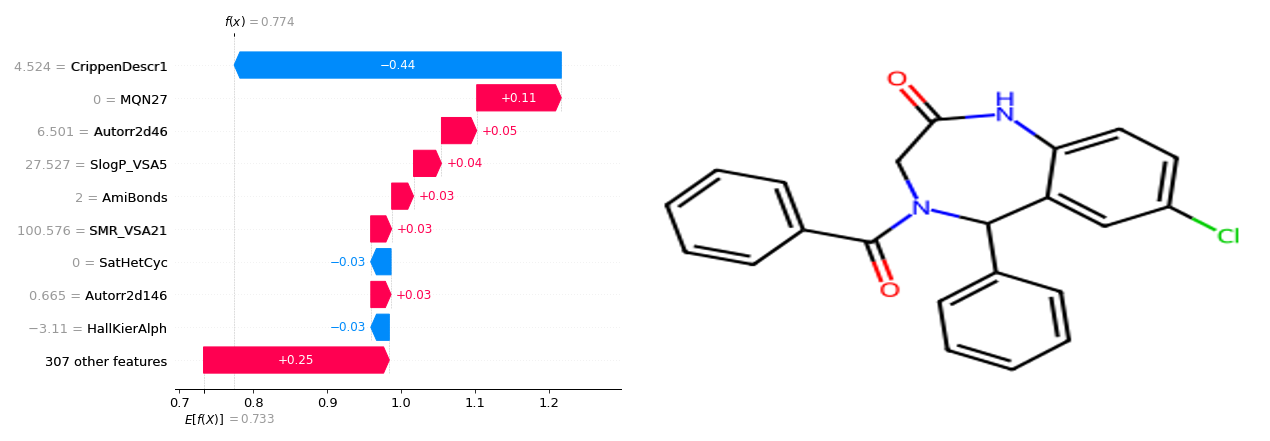 f(x) = 0.774
4.524 = CrippenDescr1
−0.44
0 = MQN27
+0.11
6.501 = Autorr2d46
+0.05
27.527 = SlogP_VSA5
+0.04
2 = AmiBonds
+0.03
100.576 = SMR_VSA21
+0.03
0 = SatHetCyc
−0.03
0.665 = Autorr2d146
+0.03
−3.11 = HallKierAlph
−0.03
307 other features
+0.25
0.7 0.8 0.9 1.0 1.1 1.2
E[f(X)] = 0.733
O
H
N
N
O
Cl